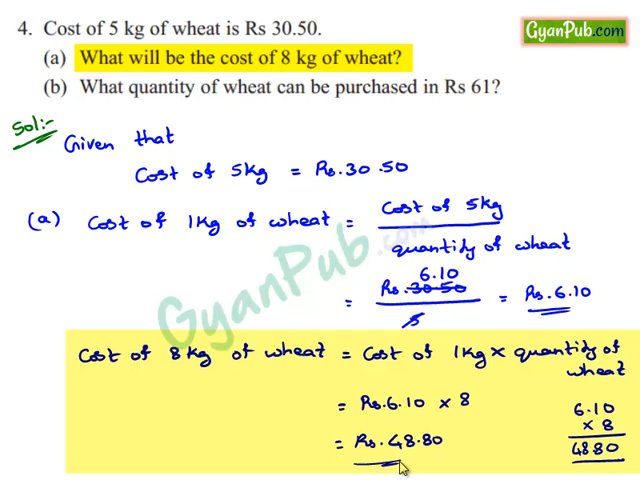 4. Cost of 5 kg of wheat is Rs 30.50.
GyanPub.com
(a) What will be the cost of 8 kg of wheat?
(b) What quantity of wheat can be purchased in Rs 61?
Sol:-
Given that
Cost of 5kg = Rs.30.50
(a) Cost of 1kg of wheat = Cost of 5kg
quantity of wheat
6.10
= Rs.30.50 = Rs.6.10
5
GyanPub.com
Cost of 8kg of wheat = Cost of 1kg × quantity of
wheat
= Rs.6.10 × 8
6.10
× 8
= Rs.48.80
4880